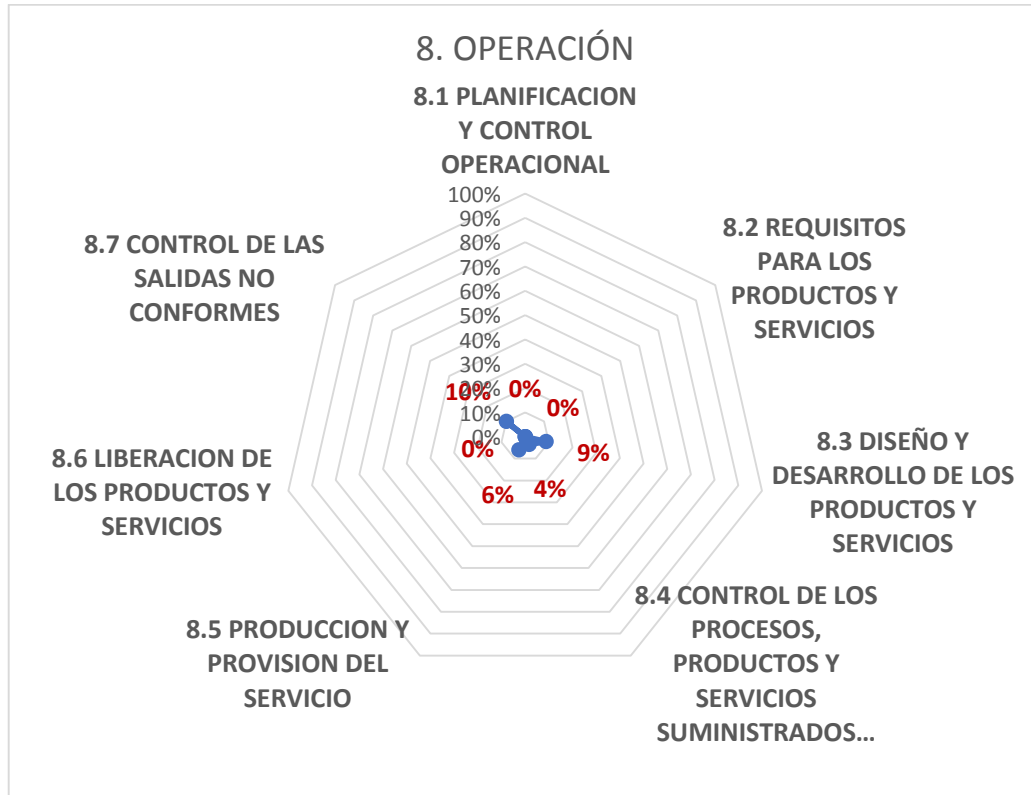 8. OPERACIÓN
8.1 PLANIFICACION
Y CONTROL
OPERACIONAL
100%
90%
80%
70%
60%
50%
40%
30%
20%
10%
0%
8.2 REQUISITOS
PARA LOS
PRODUCTOS Y
SERVICIOS
8.3 DISEÑO Y
DESARROLLO DE LOS
PRODUCTOS Y
SERVICIOS
8.4 CONTROL DE LOS
PROCESOS,
PRODUCTOS Y
SERVICIOS
SUMINISTRADOS...
8.5 PRODUCCION Y
PROVISION DEL
SERVICIO
8.6 LIBERACION DE
LOS PRODUCTOS Y
SERVICIOS
8.7 CONTROL DE LAS
SALIDAS NO
CONFORMES
0%
0%
9%
4%
6%
0%
10%